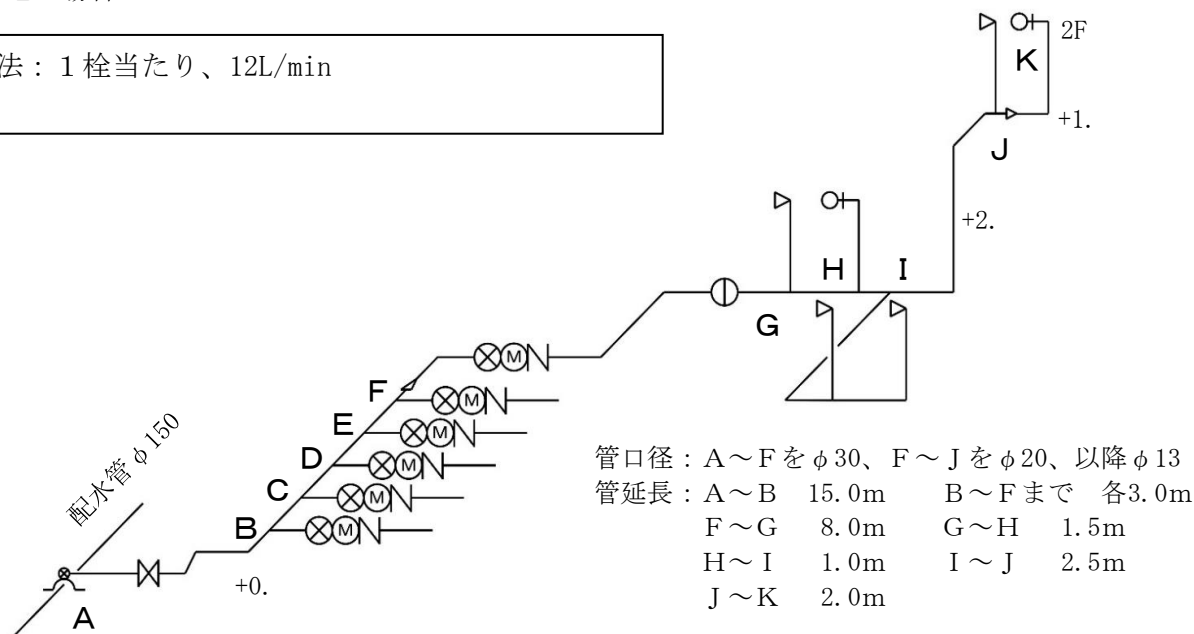 法：１栓当たり、12L/min
2F
K
+1.
J
+2.
H
I
G
F
E
D
C
B
配水管φ150
+0.
A
管口径：A～Fをφ30、F～Jをφ20、以降φ13
管延長：A～B　15.0m　　B～Fまで　各3.0m
F～G　8.0m　　G～H　1.5m
H～I　1.0m　　I～J　2.5m
J～K　2.0m
M
M
M
M
M
M